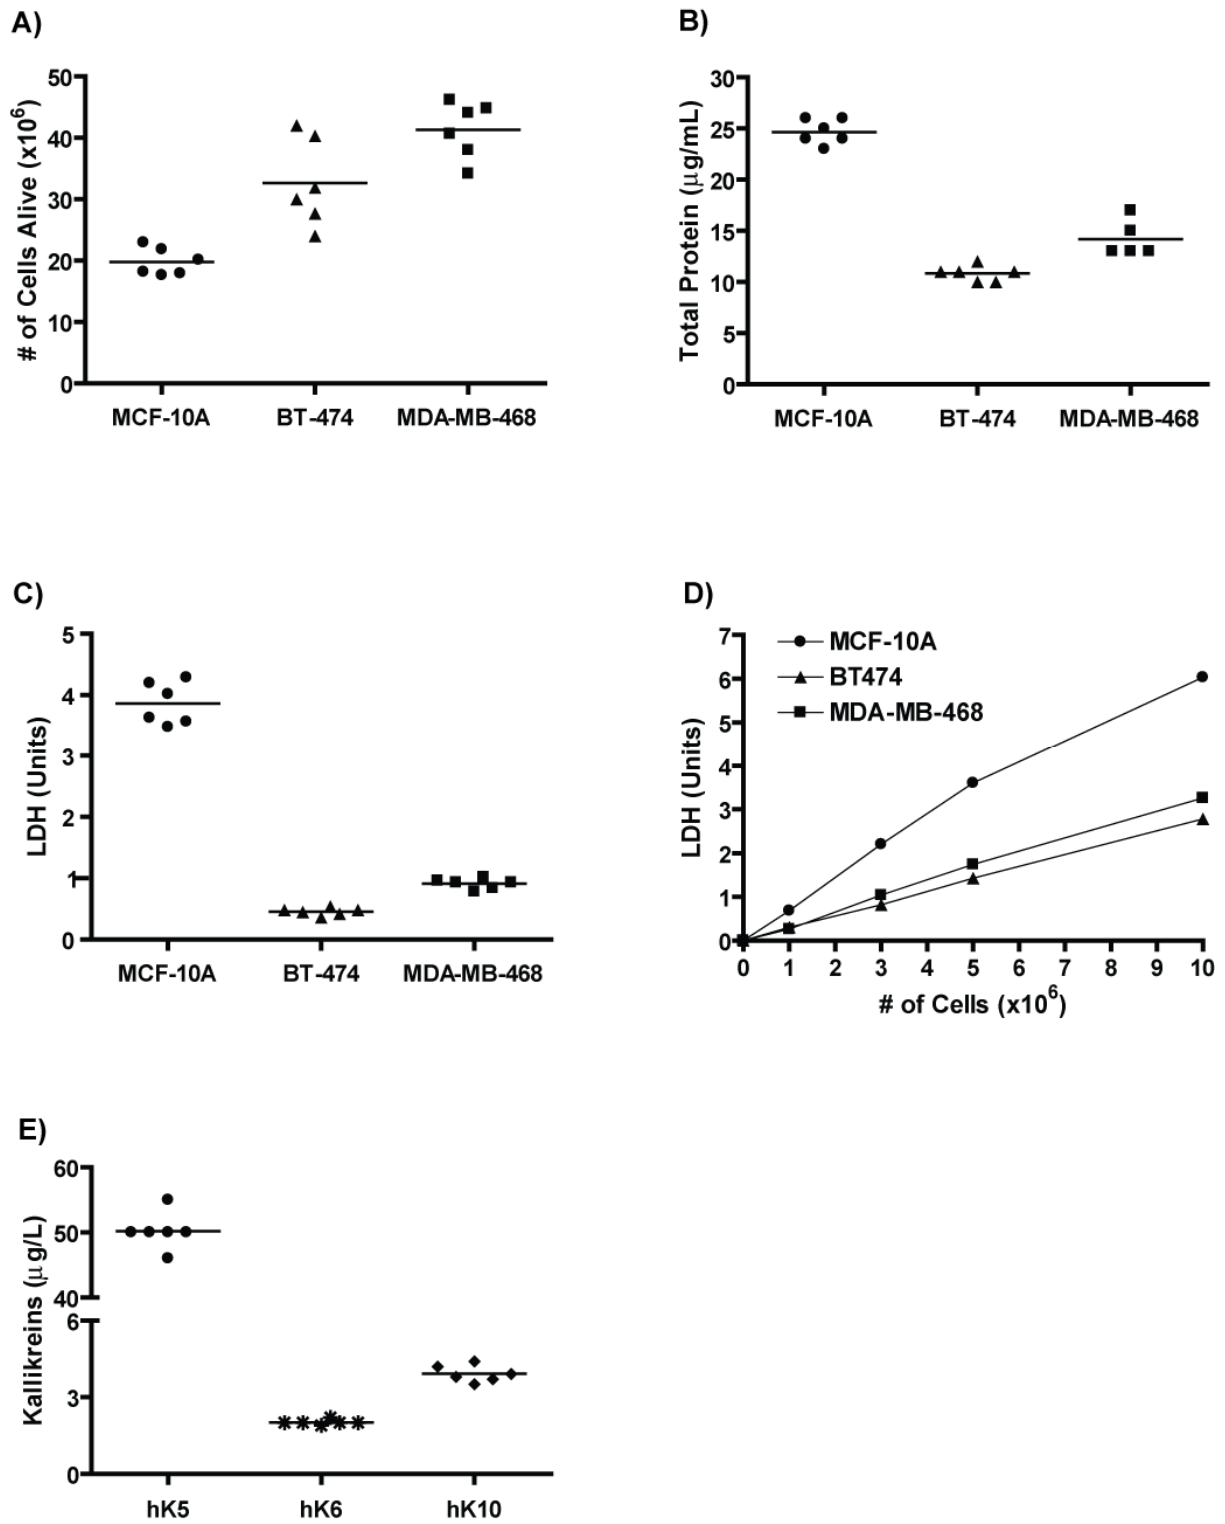 A)
# of Cells Alive (x10⁶)
50
40
30
20
10
0
MCF-10A BT-474 MDA-MB-468
B)
Total Protein (μg/mL)
30
25
20
15
10
5
0
MCF-10A BT-474 MDA-MB-468
C)
LDH (Units)
5
4
3
2
1
0
MCF-10A BT-474 MDA-MB-468
D)
LDH (Units)
7
6
5
4
3
2
1
0
MCF-10A
BT474
MDA-MB-468
0 1 2 3 4 5 6 7 8 9 10
# of Cells (x10⁶)
E)
Kallikreins (μg/L)
60
50
40
6
3
0
hK5 hK6 hK10